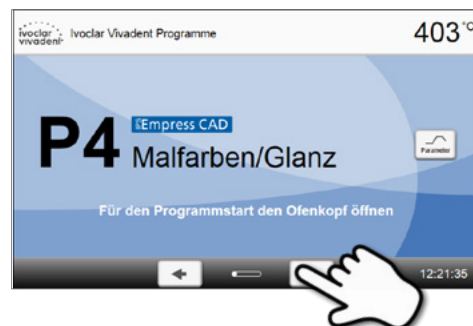 ivoclar vivadent Ivoclar Vivadent Programme 403°C
P4 IPS Empress CAD
Malfarben/Glanz
Parameter
Für den Programmstart den Ofenkopf öffnen
12:21:35